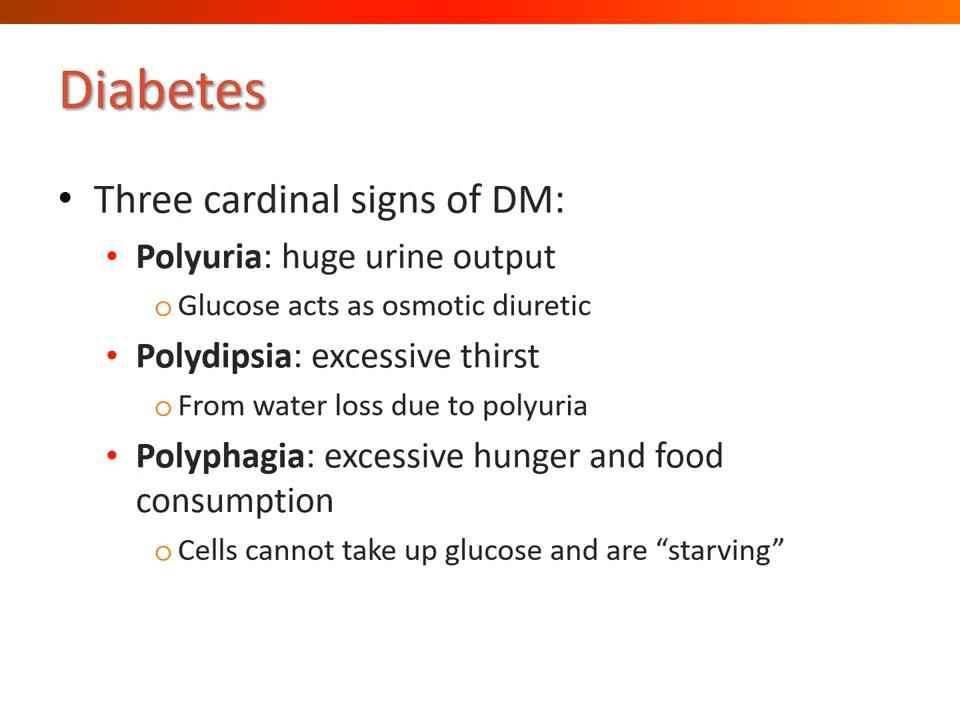 Diabetes
• Three cardinal signs of DM:
• Polyuria: huge urine output
o Glucose acts as osmotic diuretic
• Polydipsia: excessive thirst
o From water loss due to polyuria
• Polyphagia: excessive hunger and food
consumption
o Cells cannot take up glucose and are “starving”